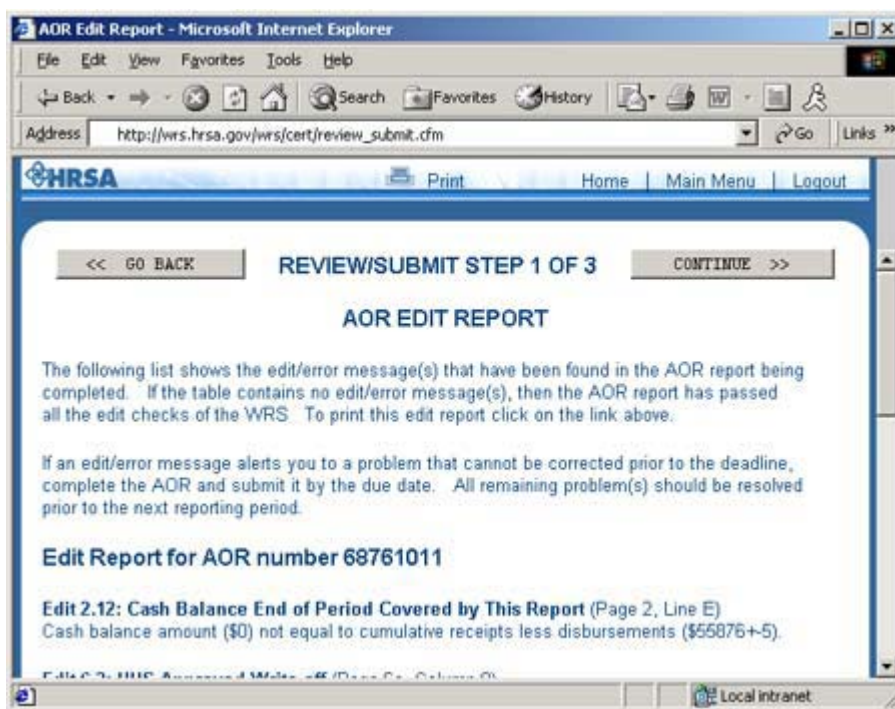 AOR Edit Report - Microsoft Internet Explorer
File Edit View Favorites Tools Help
Back Search Favorites History
Address http://wrs.hrsa.gov/wrs/cert/review_submit.cfm Go Links »
HRSA Print Home | Main Menu | Logout
<< GO BACK REVIEW/SUBMIT STEP 1 OF 3 CONTINUE >>
AOR EDIT REPORT
The following list shows the edit/error message(s) that have been found in the AOR report being
completed. If the table contains no edit/error message(s), then the AOR report has passed
all the edit checks of the WRS. To print this edit report click on the link above.
If an edit/error message alerts you to a problem that cannot be corrected prior to the deadline,
complete the AOR and submit it by the due date. All remaining problem(s) should be resolved
prior to the next reporting period.
Edit Report for AOR number 68761011
Edit 2.12: Cash Balance End of Period Covered by This Report (Page 2, Line E)
Cash balance amount ($0) not equal to cumulative receipts less disbursements ($55876+-5).
Local intranet